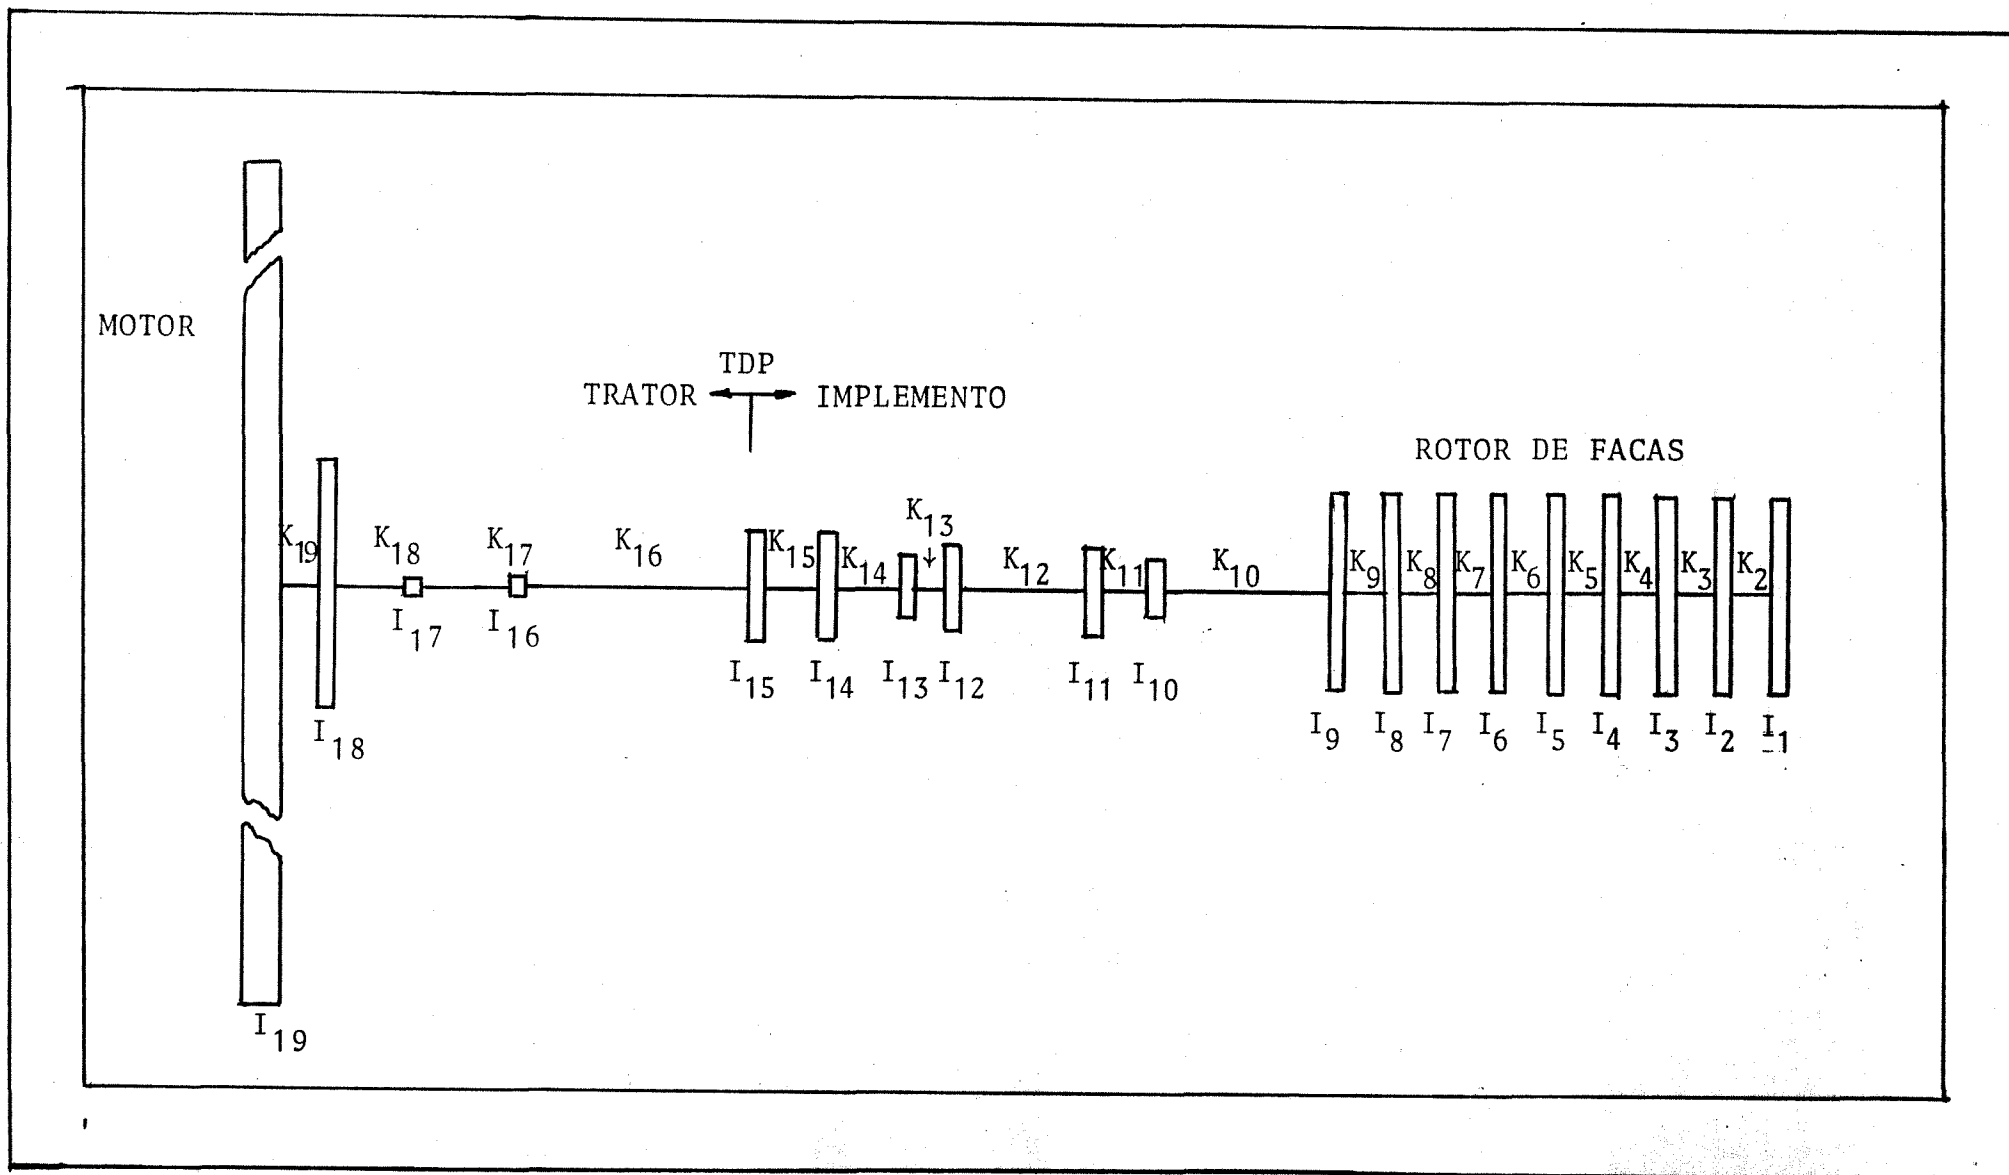 MOTOR
TDP
TRATOR IMPLEMENTO
ROTOR DE FACAS
K19 K18 K17 K16 K15 K14 K13 K12 K11 K10 K9 K8 K7 K6 K5 K4 K3 K2
I17 I16
I15 I14 I13 I12 I11 I10
I18 I9 I8 I7 I6 I5 I4 I3 I2 I1
I19